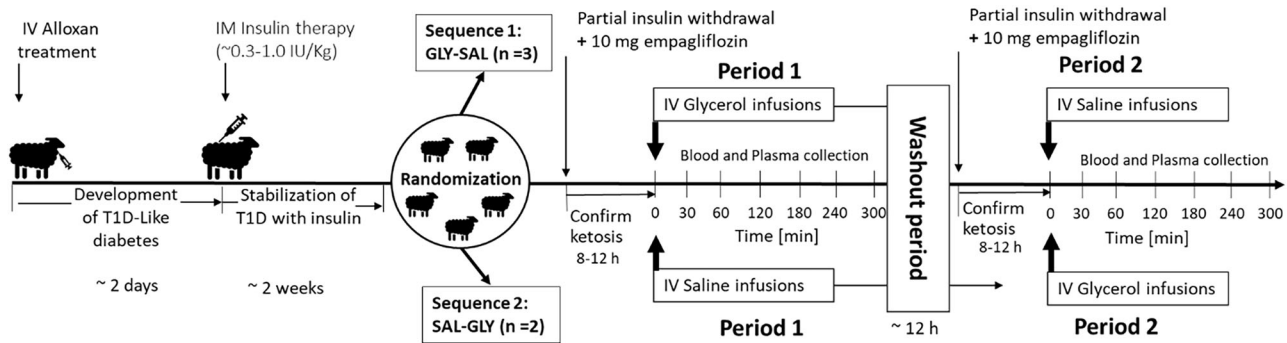 IV Alloxan
treatment
IM Insulin therapy
(~0.3-1.0 IU/Kg)
Development
of T1D-Like
diabetes
~ 2 days
Stabilization of
T1D with insulin
~ 2 weeks
Sequence 1:
GLY-SAL (n =3)
Randomization
Sequence 2:
SAL-GLY (n =2)
Partial insulin withdrawal
+ 10 mg empagliflozin
Confirm
ketosis
8-12 h
Period 1
IV Glycerol infusions
Blood and Plasma collection
0 30 60 120 180 240 300
Time [min]
IV Saline infusions
Period 1
Washout period
~ 12 h
Partial insulin withdrawal
+ 10 mg empagliflozin
Confirm
ketosis
8-12 h
Period 2
IV Saline infusions
Blood and Plasma collection
0 30 60 120 180 240 300
Time [min]
IV Glycerol infusions
Period 2